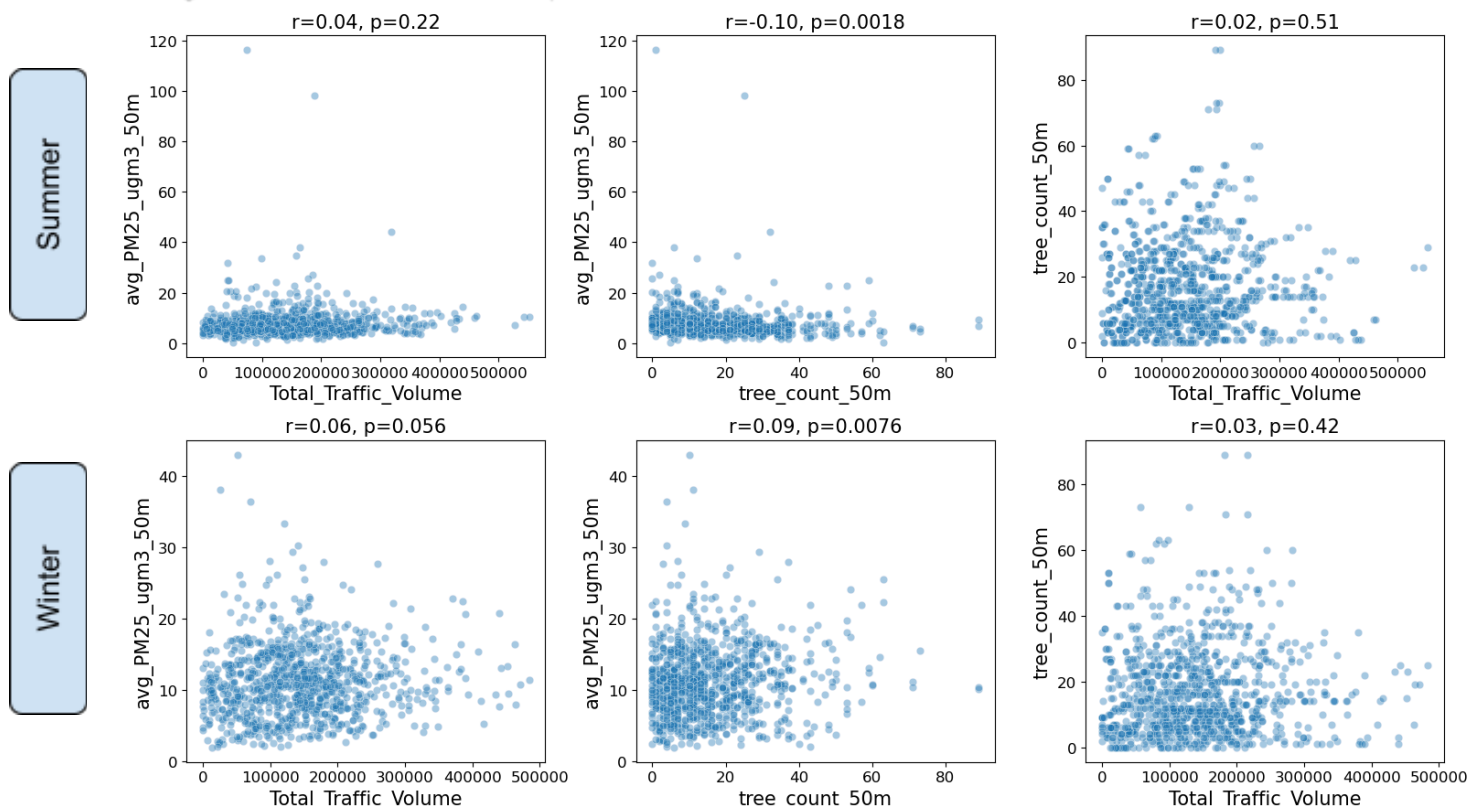 Summer
r=0.04, p=0.22
120
100
80
60
40
20
0
avg_PM25_ugm3_50m
0 100000 200000 300000 400000 500000
Total_Traffic_Volume
r=-0.10, p=0.0018
120
100
80
60
40
20
0
avg_PM25_ugm3_50m
0 20 40 60 80
tree_count_50m
r=0.02, p=0.51
80
60
40
20
0
tree_count_50m
0 100000 200000 300000 400000 500000
Total_Traffic_Volume
Winter
r=0.06, p=0.056
40
30
20
10
0
avg_PM25_ugm3_50m
0 100000 200000 300000 400000 500000
Total_Traffic_Volume
r=0.09, p=0.0076
40
30
20
10
0
avg_PM25_ugm3_50m
0 20 40 60 80
tree_count_50m
r=0.03, p=0.42
80
60
40
20
0
tree_count_50m
0 100000 200000 300000 400000 500000
Total_Traffic_Volume